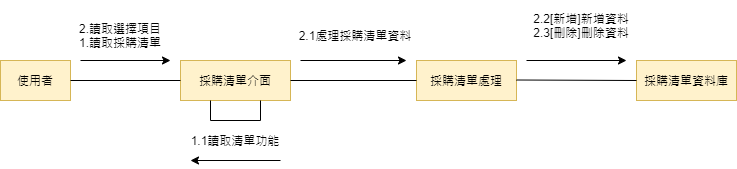 2.讀取選擇項目
1.讀取採購清單
2.1處理採購清單資料
2.2[新增]新增資料
2.3[刪除]刪除資料
使用者
採購清單介面
採購清單處理
採購清單資料庫
1.1讀取清單功能